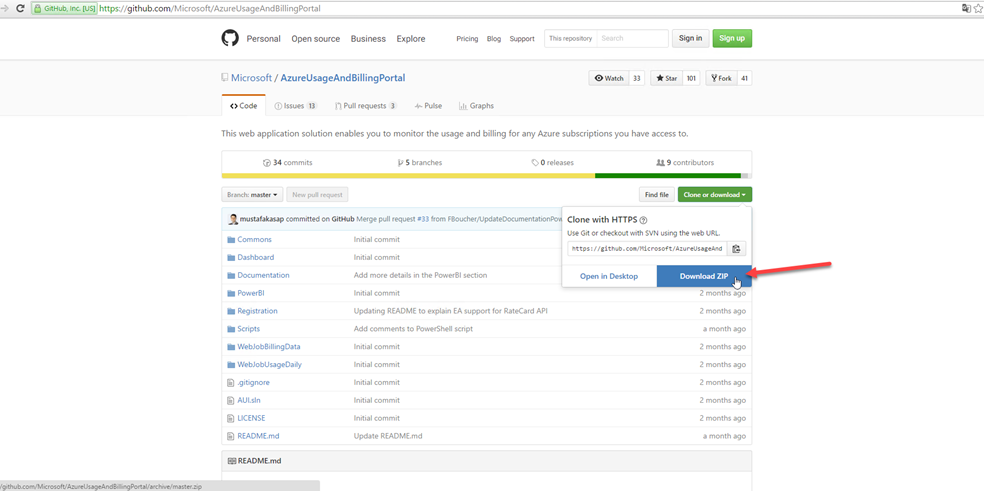 GitHub, Inc. [US] https://github.com/Microsoft/AzureUsageAndBillingPortal
Personal Open source Business Explore Pricing Blog Support This repository Search Sign in Sign up
Microsoft / AzureUsageAndBillingPortal Watch 33 Star 101 Fork 41
Code Issues 13 Pull requests 3 Pulse Graphs
This web application solution enables you to monitor the usage and billing for any Azure subscriptions you have access to.
34 commits 5 branches 0 releases 9 contributors
Branch: master New pull request Find file Clone or download
mustafakasap committed on GitHub Merge pull request #33 from FBoucher/UpdateDocumentationPow
Clone with HTTPS
Use Git or checkout with SVN using the web URL.
https://github.com/Microsoft/AzureUsageAnd
Open in Desktop Download ZIP
Commons Initial commit
Dashboard Initial commit
Documentation Add more details in the PowerBI section
PowerBI Initial commit 2 months ago
Registration Updating README to explain EA support for RateCard API 2 months ago
Scripts Add comments to PowerShell script a month ago
WebJobBillingData Initial commit 2 months ago
WebJobUsageDaily Initial commit 2 months ago
.gitignore Initial commit 2 months ago
AUI.sln Initial commit 2 months ago
LICENSE Initial commit 2 months ago
README.md Update README.md a month ago
README.md
/github.com/Microsoft/AzureUsageAndBillingPortal/archive/master.zip